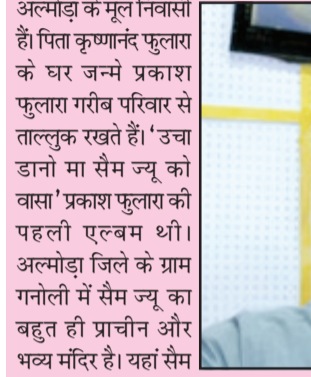 अल्मोड़ा के मूल निवासी
हैं। पिता कृष्णानंद फुलारा
के घर जन्मे प्रकाश
फुलारा गरीब परिवार से
ताल्लुक रखते हैं। ‘उचा
डानो मा सैम ज्यू को
वासा’ प्रकाश फुलारा की
पहली एल्बम थी।
अल्मोड़ा जिले के ग्राम
गनोली में सैम ज्यू का
बहुत ही प्राचीन और
भव्य मंदिर है। यहां सैम